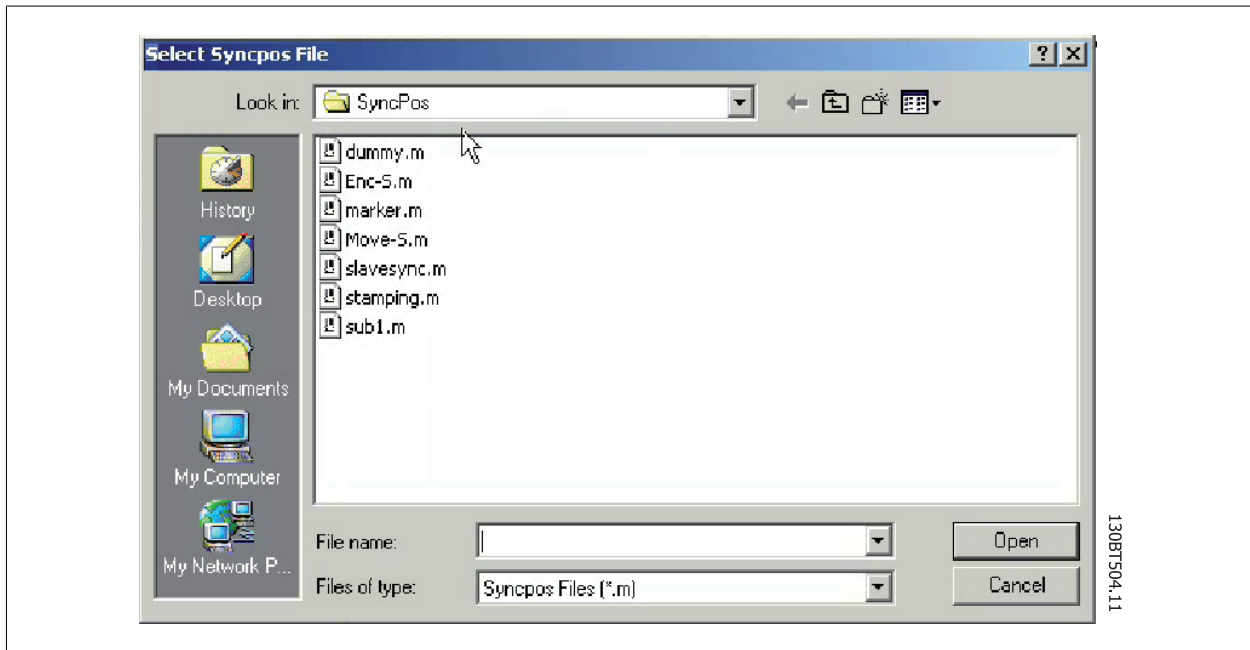 Select Syncpos File
Look in: SyncPos
History
Desktop
My Documents
My Computer
My Network P...
dummy.m
Enc-S.m
marker.m
Move-S.m
slavesync.m
stamping.m
sub1.m
File name:
Open
Files of type: Syncpos Files (*.m)
Cancel
130BT504.11